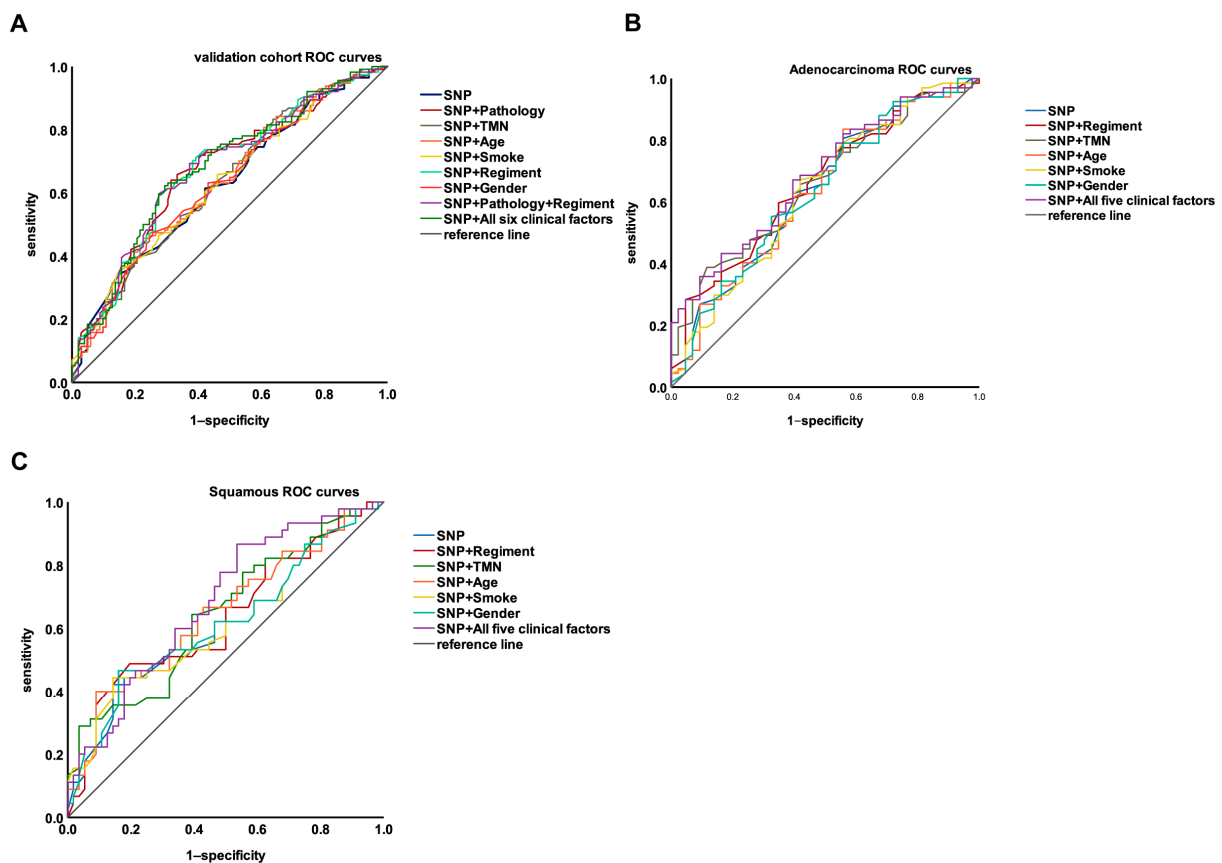 A
validation cohort ROC curves
1.0
0.8
0.6
0.4
0.2
0.0
sensitivity
0.0 0.2 0.4 0.6 0.8 1.0
1–specificity
SNP
SNP+Pathology
SNP+TMN
SNP+Age
SNP+Smoke
SNP+Regiment
SNP+Gender
SNP+Pathology+Regiment
SNP+All six clinical factors
reference line
B
Adenocarcinoma ROC curves
1.0
0.8
0.6
0.4
0.2
0.0
sensitivity
0.0 0.2 0.4 0.6 0.8 1.0
1–specificity
SNP
SNP+Regiment
SNP+TMN
SNP+Age
SNP+Smoke
SNP+Gender
SNP+All five clinical factors
reference line
C
Squamous ROC curves
1.0
0.8
0.6
0.4
0.2
0.0
sensitivity
0.0 0.2 0.4 0.6 0.8 1.0
1–specificity
SNP
SNP+Regiment
SNP+TMN
SNP+Age
SNP+Smoke
SNP+Gender
SNP+All five clinical factors
reference line